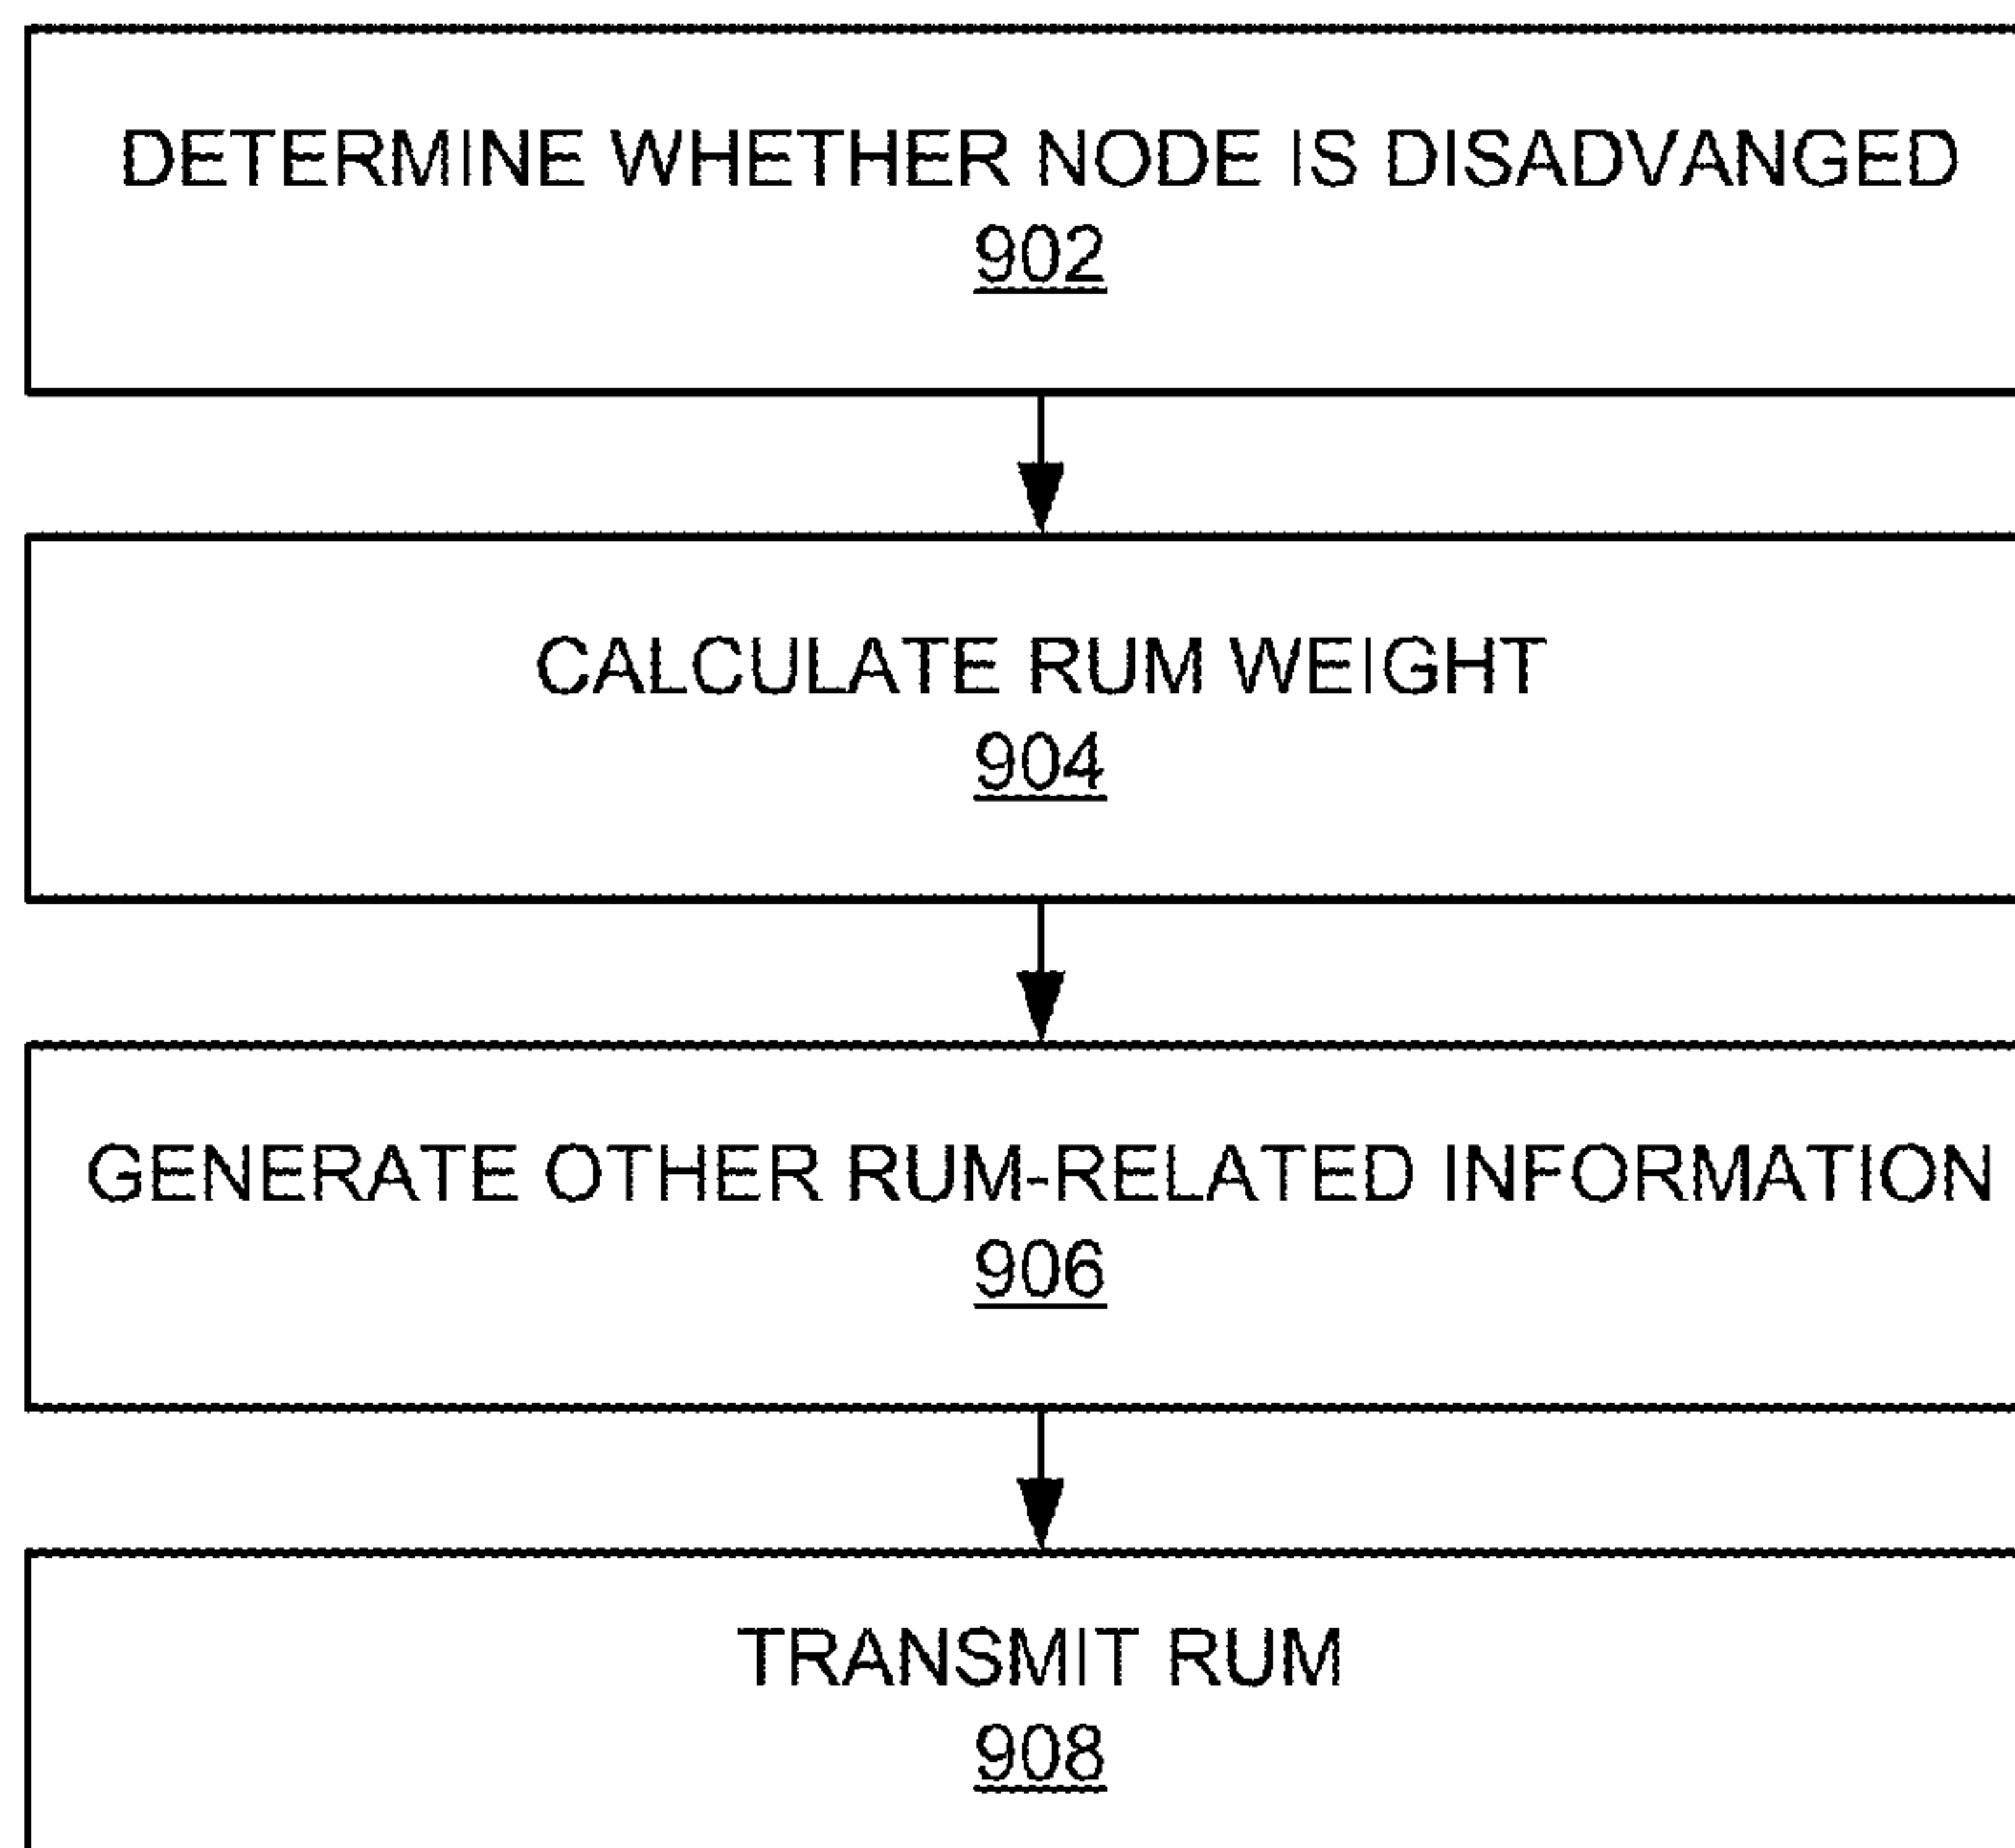 DETERMINE WHETHER NODE IS DISADVANGED
902
CALCULATE RUM WEIGHT
904
GENERATE OTHER RUM-RELATED INFORMATION
906
TRANSMIT RUM
908